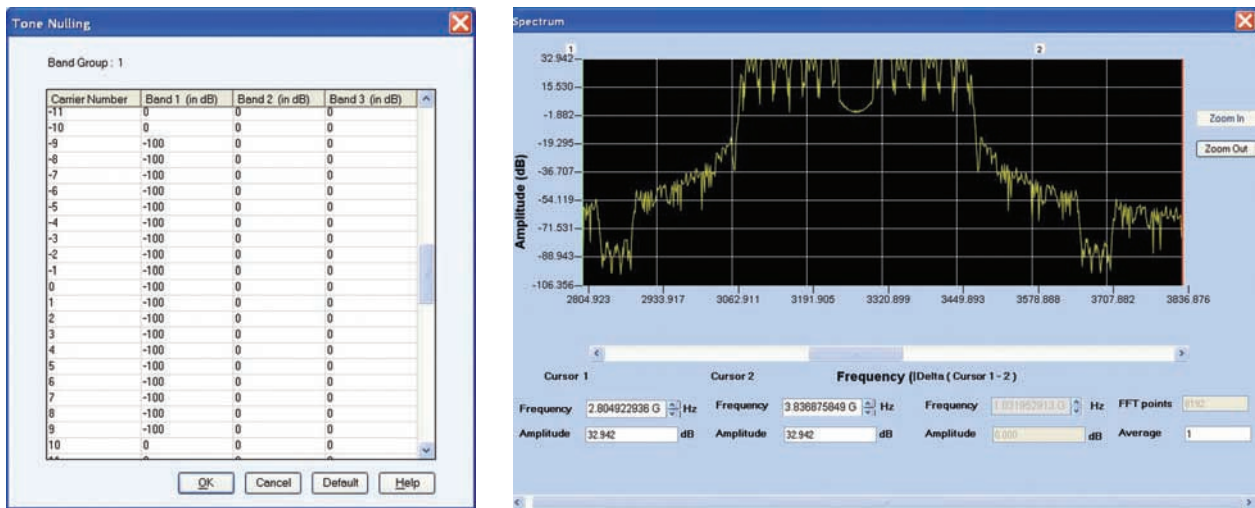 Tone Nulling
Band Group : 1
Carrier Number Band 1 (in dB) Band 2 (in dB) Band 3 (in dB)
-11 0 0 0
-10 0 0 0
-9 -100 0 0
-8 -100 0 0
-7 -100 0 0
-6 -100 0 0
-5 -100 0 0
-4 -100 0 0
-3 -100 0 0
-2 -100 0 0
-1 -100 0 0
0 -100 0 0
1 -100 0 0
2 -100 0 0
3 -100 0 0
4 -100 0 0
5 -100 0 0
6 -100 0 0
7 -100 0 0
8 -100 0 0
9 -100 0 0
10 0 0 0
OK Cancel Default Help
Spectrum
1 2
1
32.942
15.530
-1.882
-19.295
-36.707
-54.119
-71.531
-88.943
-106.356
Amplitude (dB)
2804.923 2933.917 3062.911 3191.905 3320.899 3449.893 3578.888 3707.882 3836.876
Zoom In
Zoom Out
Cursor 1 Cursor 2 Frequency (Delta ( Cursor 1 - 2 )
Frequency 2.804922936 G Hz Frequency 3.836875849 G Hz Frequency 1.031952913 G Hz FFT points 8192
Amplitude 32.942 dB Amplitude 32.942 dB Amplitude 0.000 dB Average 1